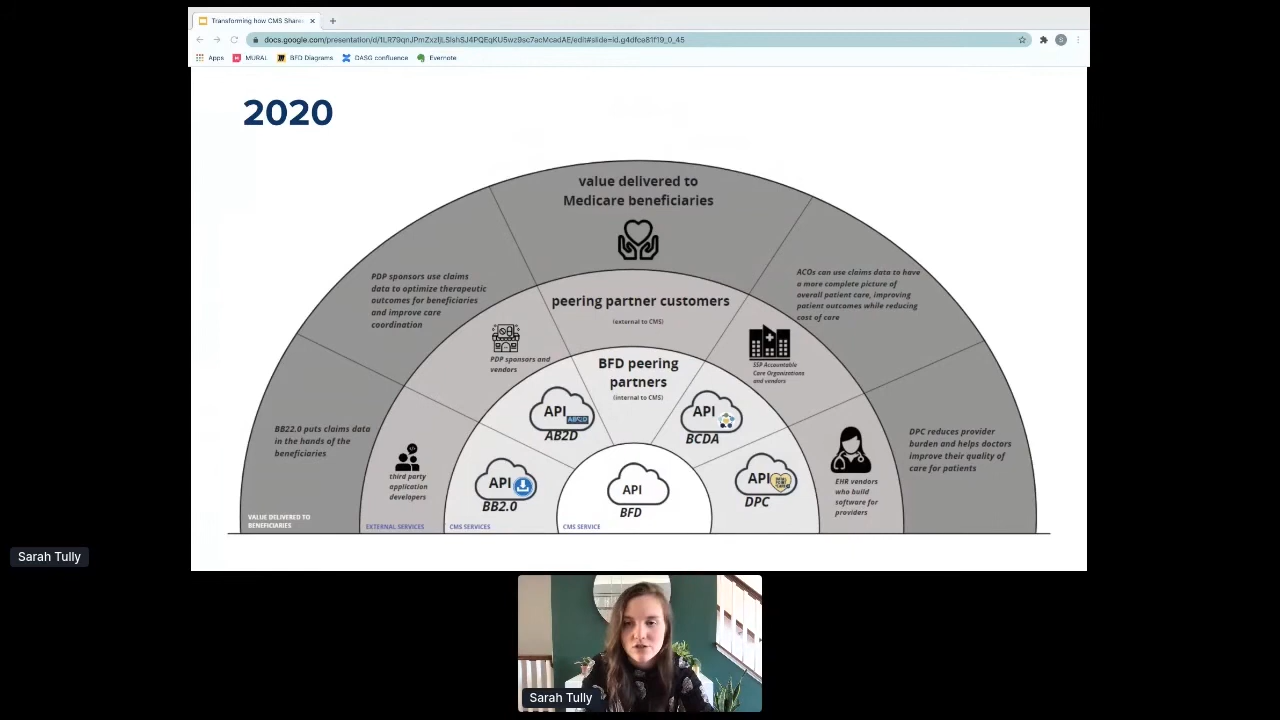 Transforming how CMS Share
Apps
MURAL
BFD Diagrams
DASG confluence
Evernote
2020
value delivered to
Medicare beneficiaries
PDP sponsors use claims
data to optimize therapeutic
outcomes for beneficiaries
and improve care
coordination
ACOs can use claims data to have
a more complete picture of
overall patient care, improving
patient outcomes while reducing
cost of care
peering partner customers
(external to CMS)
PDP sponsors and
vendors
SSP Accountable
Care Organizations
and vendors
BFD peering
partners
(internal to CMS)
API
AB2D
API
BCDA
BB22.0 puts claims data
in the hands of the
beneficiaries
DPC reduces provider
burden and helps doctors
improve their quality of
care for patients
third party
application
developers
API
BB2.0
API
BFD
API
DPC
EHR vendors
who build
software for
providers
VALUE DELIVERED TO
BENEFICIARIES
EXTERNAL SERVICES
CMS SERVICES
CMS SERVICE
Sarah Tully
Sarah Tully